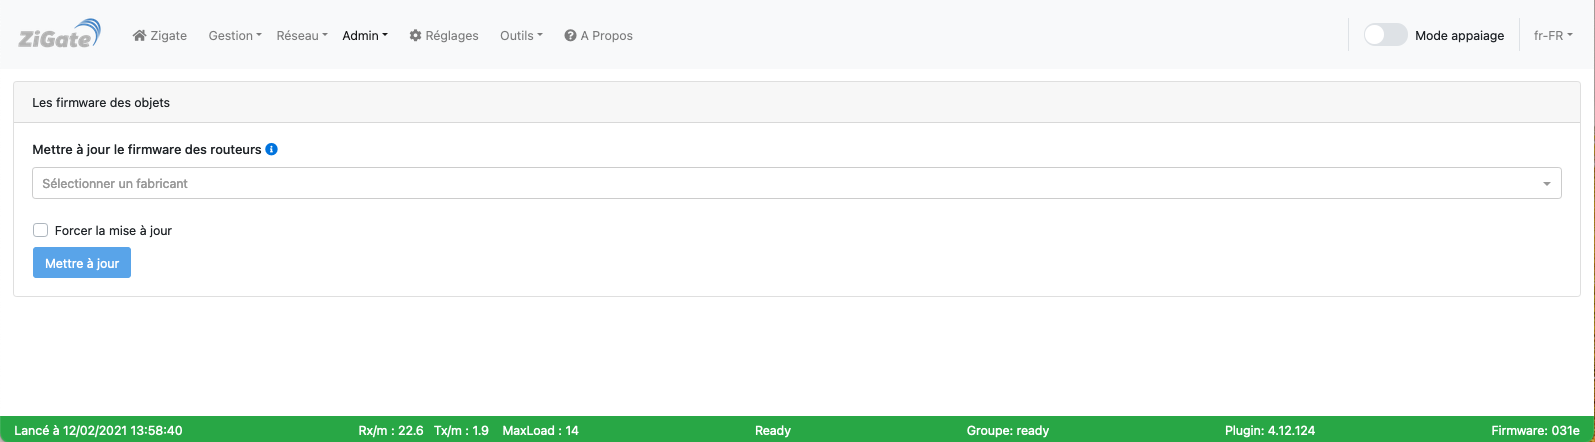 ZiGate Zigate Gestion Réseau Admin Réglages Outils A Propos Mode appaiage fr-FR
Les firmware des objets
Mettre à jour le firmware des routeurs
Sélectionner un fabricant
Forcer la mise à jour
Mettre à jour
Lancé à 12/02/2021 13:58:40 Rx/m : 22.6 Tx/m : 1.9 MaxLoad : 14 Ready Groupe: ready Plugin: 4.12.124 Firmware: 031e